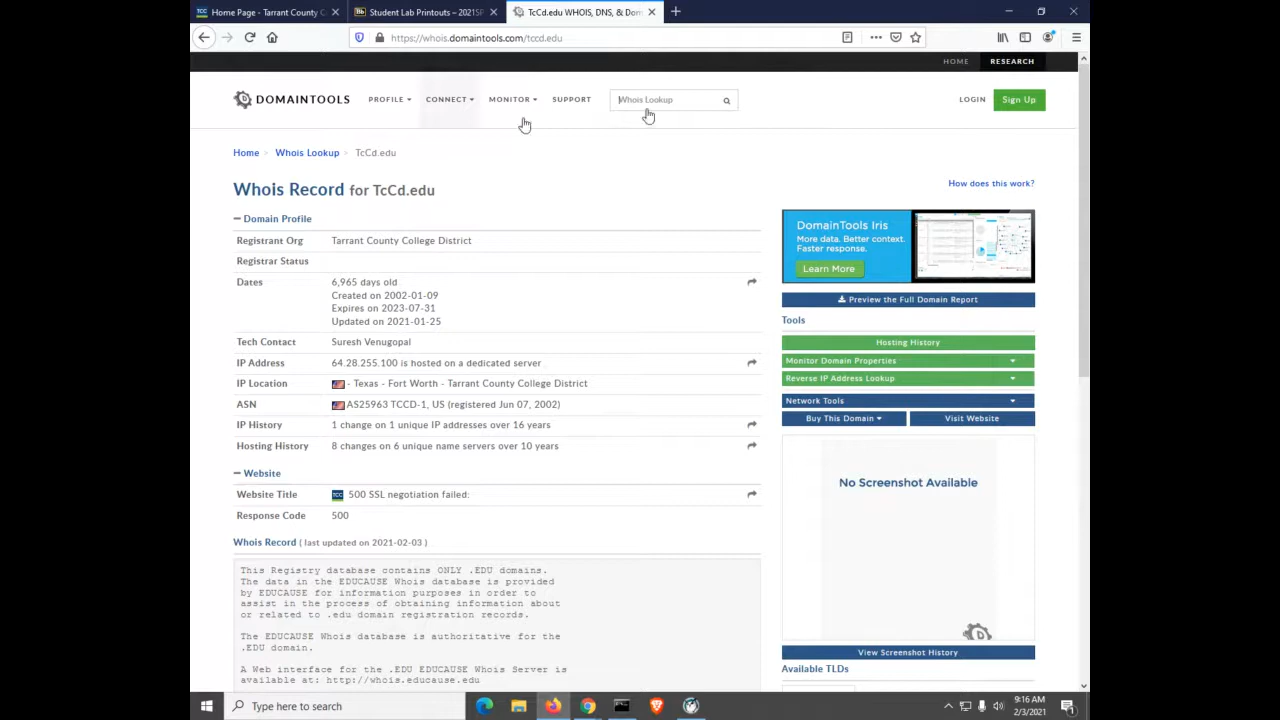 Home Page - Tarrant County C
Student Lab Printouts – 2021SP
TcCd.edu WHOIS, DNS, & Dom
https://whois.domaintools.com/tccd.edu
HOME
RESEARCH
DOMAINTOOLS
PROFILE
CONNECT
MONITOR
SUPPORT
Whois Lookup
LOGIN
Sign Up
Home > Whois Lookup > TcCd.edu
Whois Record for TcCd.edu
How does this work?
Domain Profile
Registrant Org Tarrant County College District
Registrar Status
Dates 6,965 days old
Created on 2002-01-09
Expires on 2023-07-31
Updated on 2021-01-25
Tech Contact Suresh Venugopal
IP Address 64.28.255.100 is hosted on a dedicated server
IP Location - Texas - Fort Worth - Tarrant County College District
ASN AS25963 TCCD-1, US (registered Jun 07, 2002)
IP History 1 change on 1 unique IP addresses over 16 years
Hosting History 8 changes on 6 unique name servers over 10 years
Website
Website Title TCC 500 SSL negotiation failed:
Response Code 500
Whois Record ( last updated on 2021-02-03 )
This Registry database contains ONLY .EDU domains.
The data in the EDUCAUSE Whois database is provided
by EDUCAUSE for information purposes in order to
assist in the process of obtaining information about
or related to .edu domain registration records.
The EDUCAUSE Whois database is authoritative for the
.EDU domain.
A Web interface for the .EDU EDUCAUSE Whois Server is
available at: http://whois.educause.edu
DomainTools Iris
More data. Better context.
Faster response.
Learn More
Preview the Full Domain Report
Tools
Hosting History
Monitor Domain Properties
Reverse IP Address Lookup
Network Tools
Buy This Domain
Visit Website
No Screenshot Available
View Screenshot History
Available TLDs
Type here to search
9:16 AM
2/3/2021